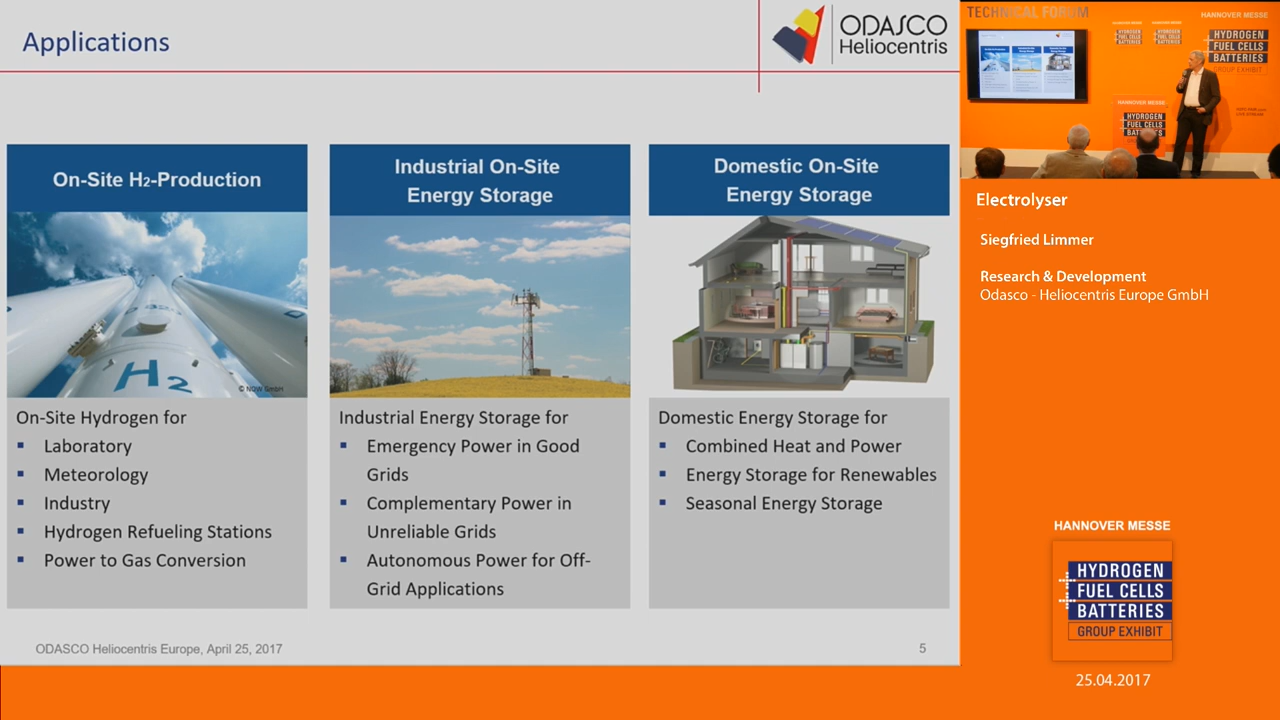 Applications
ODASCO
Heliocentris
On-Site H2-Production
© NOW GmbH
On-Site Hydrogen for
▪ Laboratory
▪ Meteorology
▪ Industry
▪ Hydrogen Refueling Stations
▪ Power to Gas Conversion
Industrial On-Site
Energy Storage
Industrial Energy Storage for
▪ Emergency Power in Good
Grids
▪ Complementary Power in
Unreliable Grids
▪ Autonomous Power for Off-
Grid Applications
Domestic On-Site
Energy Storage
Domestic Energy Storage for
▪ Combined Heat and Power
▪ Energy Storage for Renewables
▪ Seasonal Energy Storage
ODASCO Heliocentris Europe, April 25, 2017
5
TECHNICAL FORUM
HANNOVER MESSE
HYDROGEN
FUEL CELLS
BATTERIES
GROUP EXHIBIT
HANNOVER MESSE
HYDROGEN
FUEL CELLS
Electrolyser
Siegfried Limmer
Research & Development
Odasco - Heliocentris Europe GmbH
HANNOVER MESSE
HYDROGEN
FUEL CELLS
BATTERIES
GROUP EXHIBIT
25.04.2017